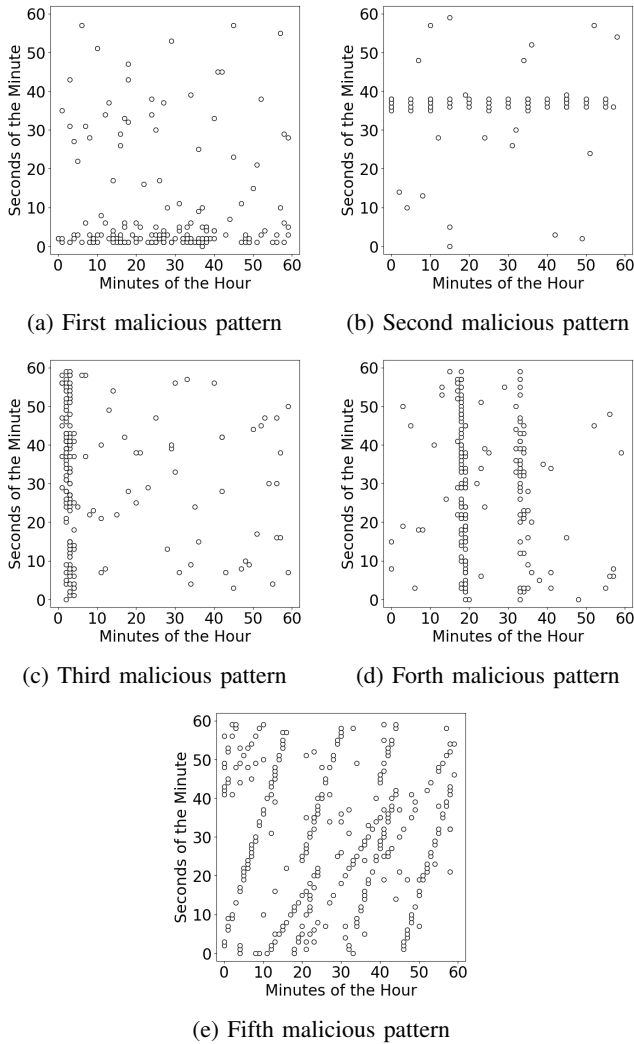 60
50
40
30
20
10
0
Seconds of the Minute
0 10 20 30 40 50 60
Minutes of the Hour
(a) First malicious pattern
60
50
40
30
20
10
0
Seconds of the Minute
0 10 20 30 40 50 60
Minutes of the Hour
(b) Second malicious pattern
60
50
40
30
20
10
0
Seconds of the Minute
0 10 20 30 40 50 60
Minutes of the Hour
(c) Third malicious pattern
60
50
40
30
20
10
0
Seconds of the Minute
0 10 20 30 40 50 60
Minutes of the Hour
(d) Forth malicious pattern
60
50
40
30
20
10
0
Seconds of the Minute
0 10 20 30 40 50 60
Minutes of the Hour
(e) Fifth malicious pattern